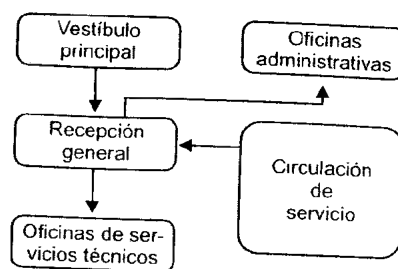 Vestíbulo
principal
Oficinas
administrativas
Recepción
general
Circulación
de
servicio
Oficinas de ser-
vicios técnicos